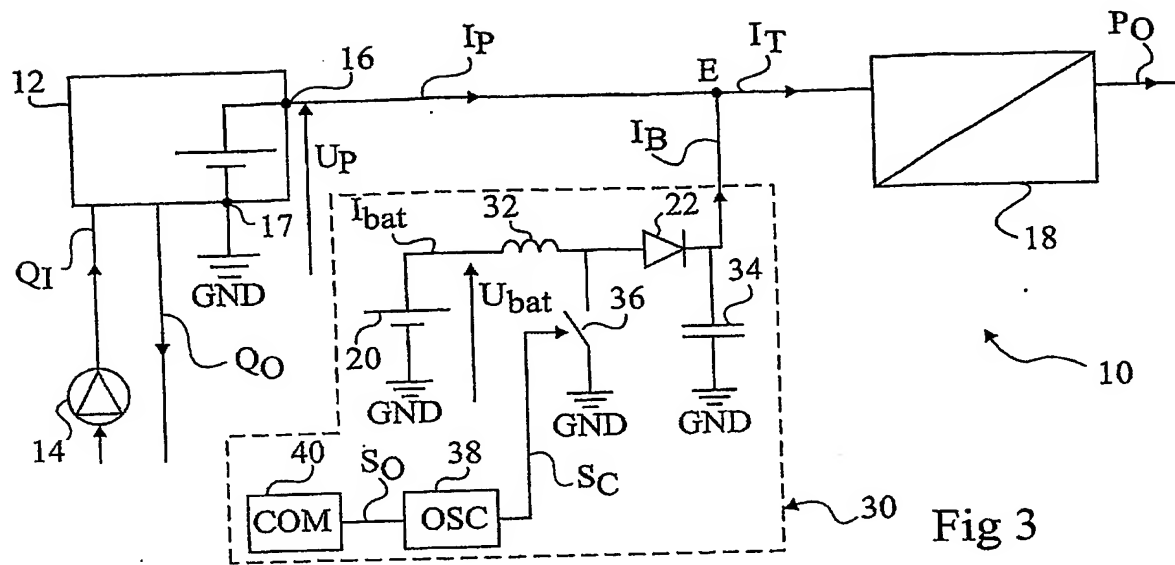 IP
16
IT
PO
12
E
UP
IB
18
Ibat
32
22
17
QI
GND
34
Ubat
36
20
QO
10
GND
GND
GND
14
40
SO
38
SC
COM
OSC
30
Fig 3